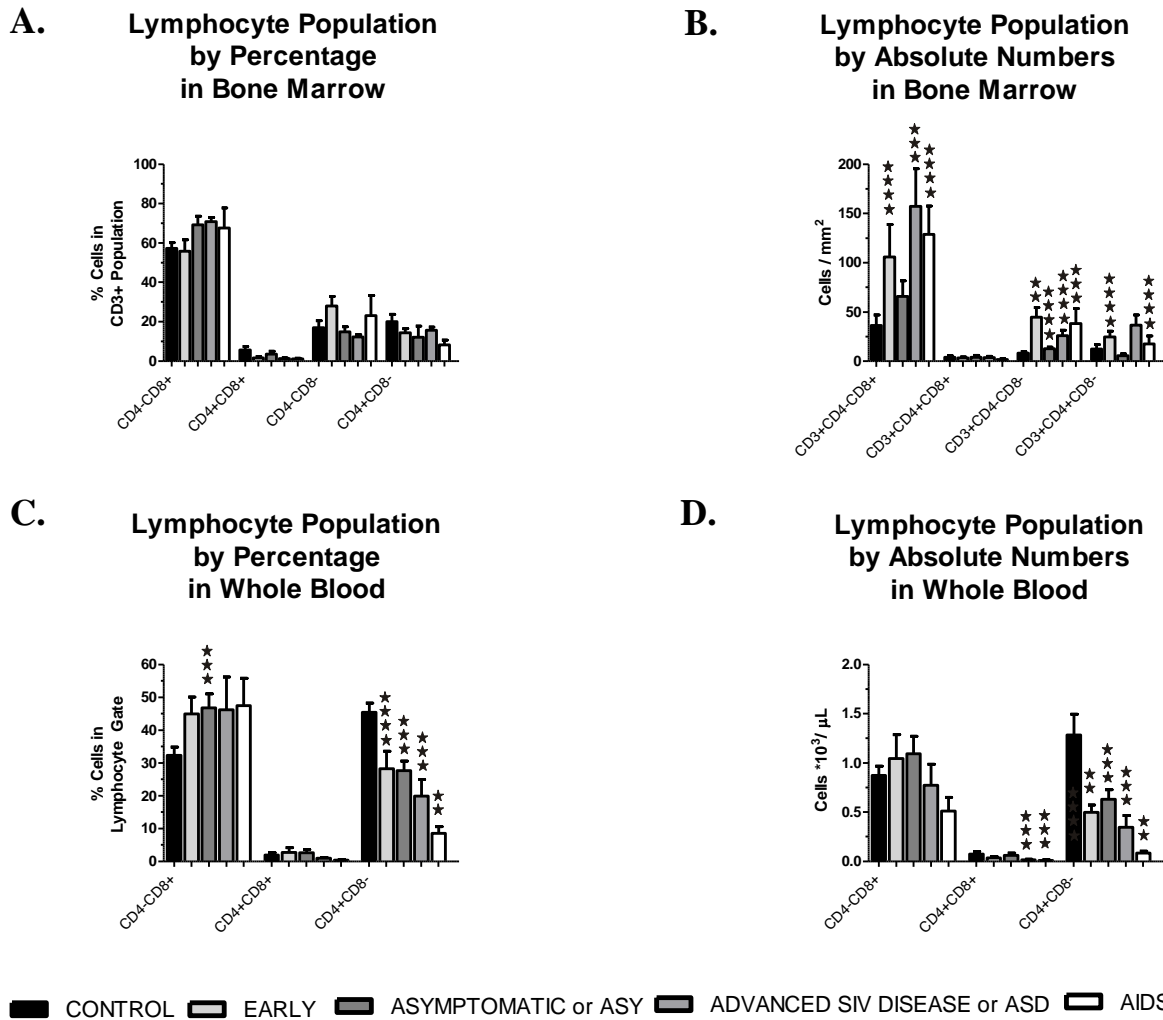 A.
Lymphocyte Population
by Percentage
in Bone Marrow
% Cells in
CD3+ Population
100
80
60
40
20
0
CD4-CD8+
CD4+CD8+
CD4-CD8-
CD4+CD8-
B.
Lymphocyte Population
by Absolute Numbers
in Bone Marrow
Cells / mm²
200
150
100
50
0
CD3+CD4-CD8+
CD3+CD4+CD8+
CD3+CD4-CD8-
CD3+CD4+CD8-
C.
Lymphocyte Population
by Percentage
in Whole Blood
% Cells in
Lymphocyte Gate
60
50
40
30
20
10
0
CD4-CD8+
CD4+CD8+
CD4+CD8-
D.
Lymphocyte Population
by Absolute Numbers
in Whole Blood
Cells *10³/ µL
2.0
1.5
1.0
0.5
0.0
CD4-CD8+
CD4+CD8+
CD4+CD8-
CONTROL EARLY ASYMPTOMATIC or ASY ADVANCED SIV DISEASE or ASD AIDS